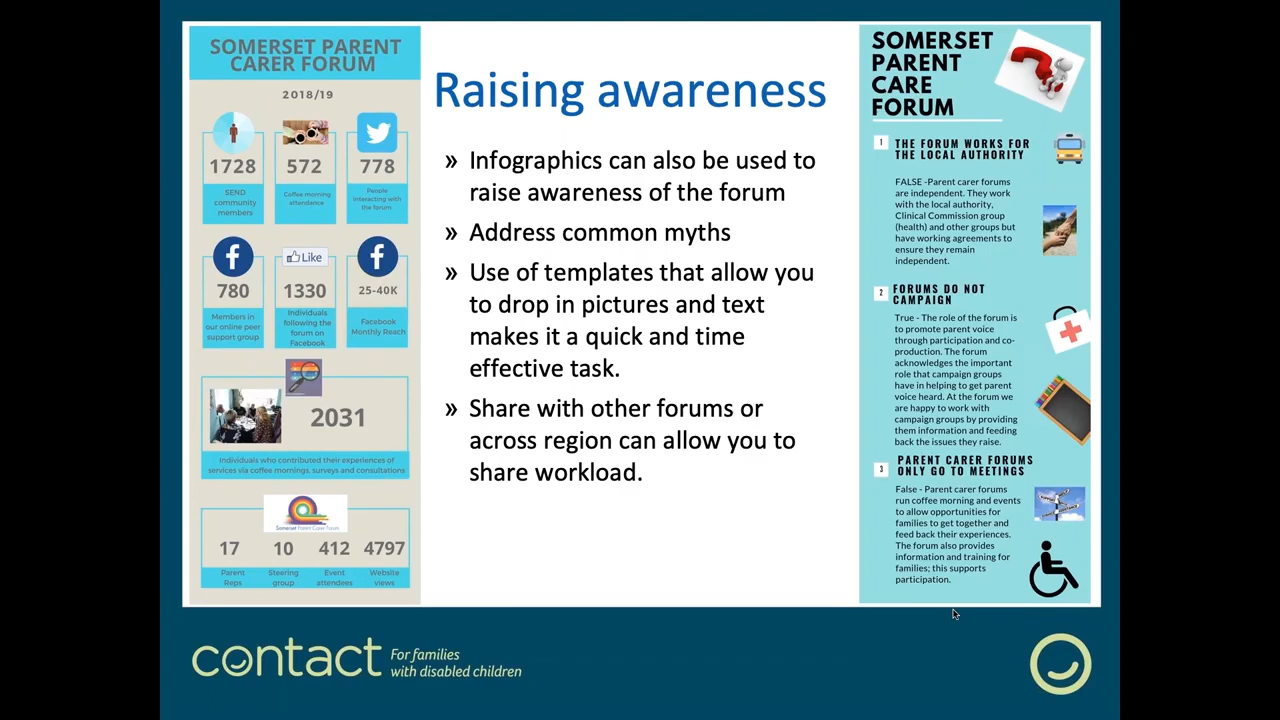 SOMERSET PARENT
CARER FORUM
2018/19
1728
SEND
community
members
572
Coffee morning
attendance
778
People
interacting with
the forum
780
Members in
our online peer
support group
Like
1330
Individuals
following the
forum on
Facebook
25-40K
Facebook
Monthly Reach
2031
Individuals who contributed their experiences of
services via coffee mornings, surveys and consultations
Somerset Parent Carer Forum
17
Parent
Reps
10
Steering
group
412
Event
attendees
4797
Website
views
Raising awareness
» Infographics can also be used to
raise awareness of the forum
» Address common myths
» Use of templates that allow you
to drop in pictures and text
makes it a quick and time
effective task.
» Share with other forums or
across region can allow you to
share workload.
SOMERSET
PARENT
CARE
FORUM
1 THE FORUM WORKS FOR
THE LOCAL AUTHORITY
FALSE -Parent carer forums
are independent. They work
with the local authority,
Clinical Commission group
(health) and other groups but
have working agreements to
ensure they remain
independent.
2 FORUMS DO NOT
CAMPAIGN
True - The role of the forum is
to promote parent voice
through participation and co-
production. The forum
acknowledges the important
role that campaign groups
have in helping to get parent
voice heard. At the forum we
are happy to work with
campaign groups by providing
them information and feeding
back the issues they raise.
3 PARENT CARER FORUMS
ONLY GO TO MEETINGS
False - Parent carer forums
run coffee morning and events
to allow opportunities for
families to get together and
feed back their experiences.
The forum also provides
information and training for
families; this supports
participation.
contact
For families
with disabled children